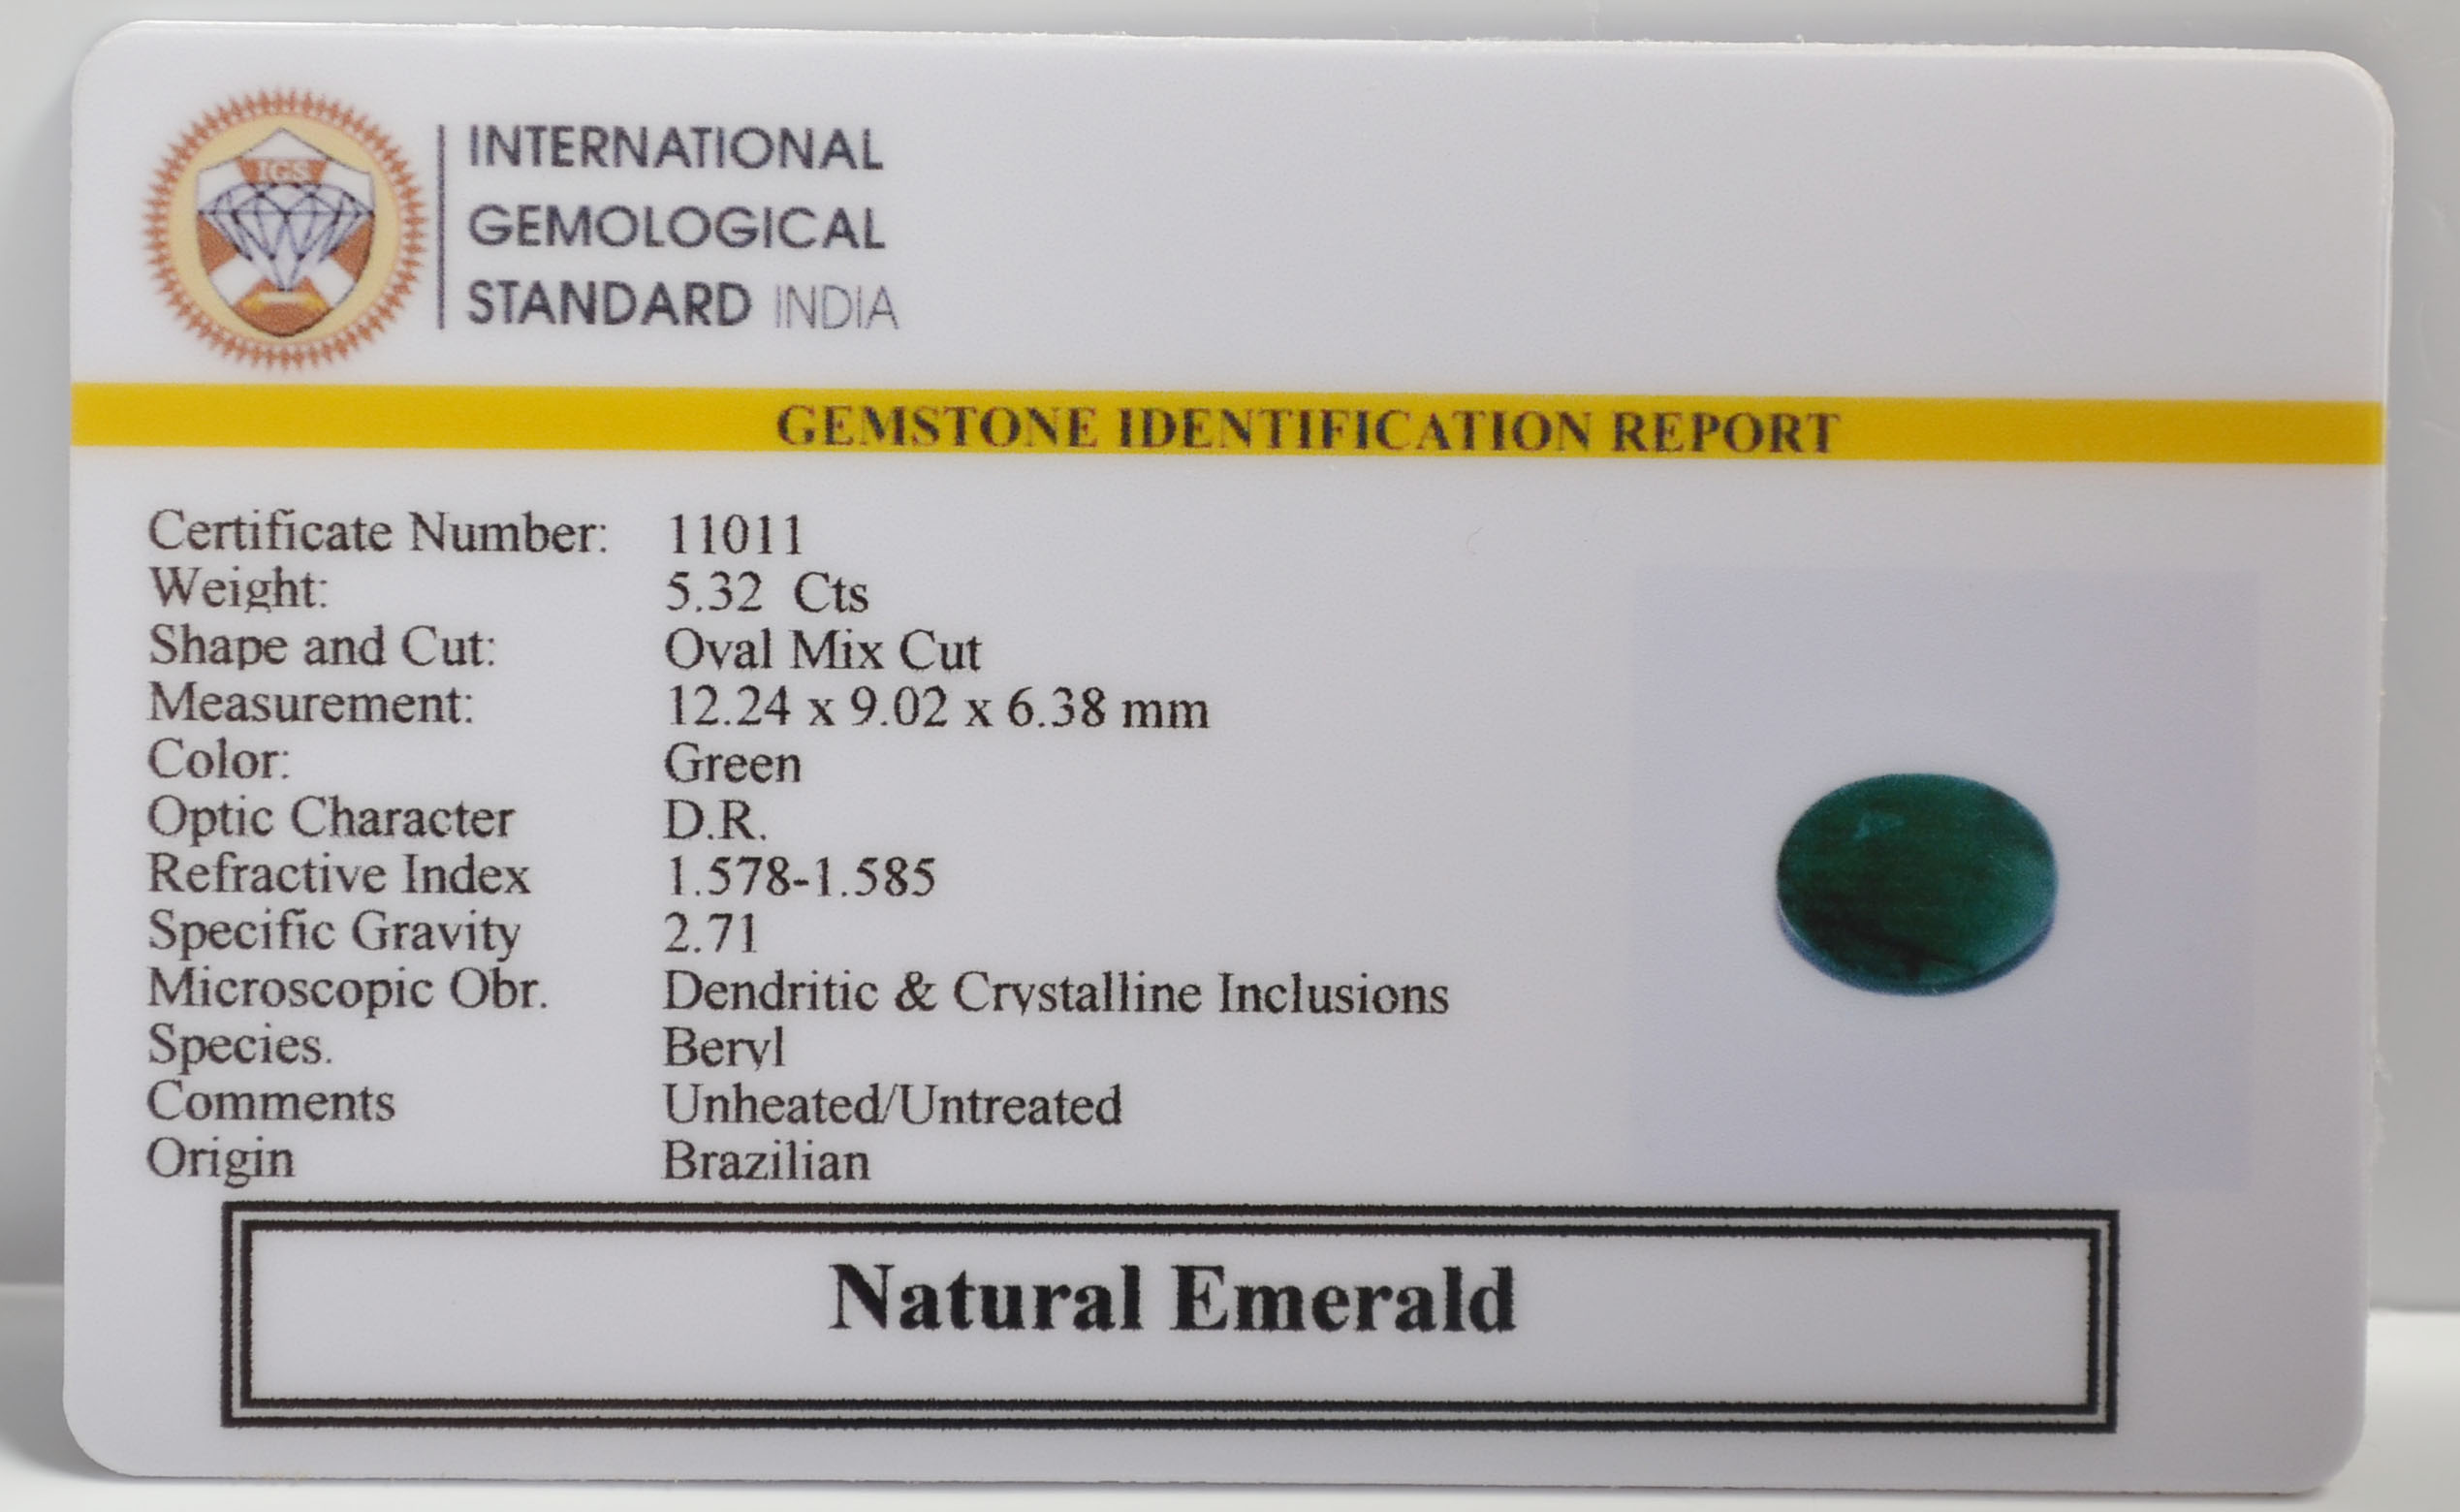 IGS
INTERNATIONAL
GEMOLOGICAL
STANDARD INDIA
GEMSTONE IDENTIFICATION REPORT
Certificate Number: 11011
Weight: 5.32 Cts
Shape and Cut: Oval Mix Cut
Measurement: 12.24 x 9.02 x 6.38 mm
Color: Green
Optic Character D.R.
Refractive Index 1.578-1.585
Specific Gravity 2.71
Microscopic Obr. Dendritic & Crystalline Inclusions
Species. Beryl
Comments Unheated/Untreated
Origin Brazilian
Natural Emerald